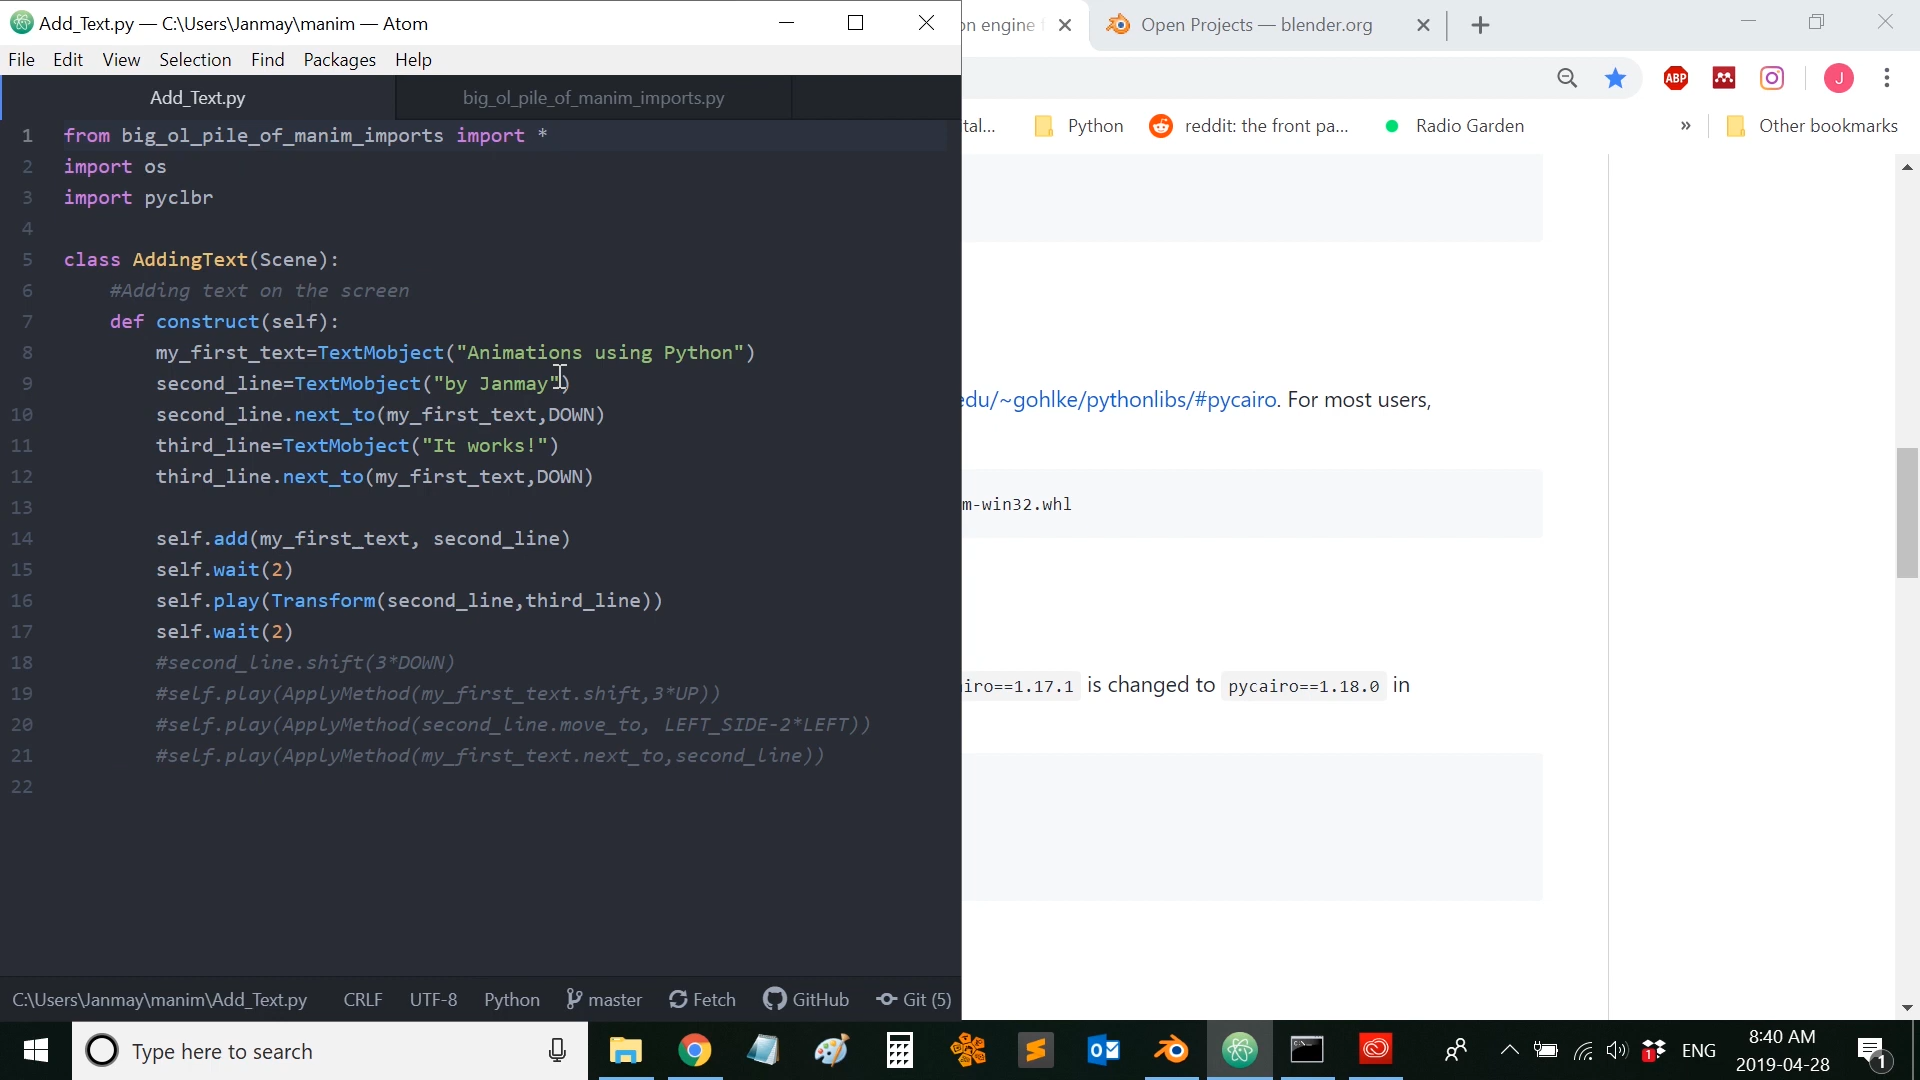 Add_Text.py — C:\Users\Janmay\manim — Atom
on engine
Open Projects — blender.org
File Edit View Selection Find Packages Help
ABP
J
Add_Text.py
big_ol_pile_of_manim_imports.py
tal...
Python
reddit: the front pa...
Radio Garden
»
Other bookmarks
1 from big_ol_pile_of_manim_imports import *
2 import os
3 import pyclbr
4
5 class AddingText(Scene):
6 #Adding text on the screen
7 def construct(self):
8 my_first_text=TextMobject("Animations using Python")
9 second_line=TextMobject("by Janmay")
10 second_line.next_to(my_first_text,DOWN)
11 third_line=TextMobject("It works!")
12 third_line.next_to(my_first_text,DOWN)
13
14 self.add(my_first_text, second_line)
15 self.wait(2)
16 self.play(Transform(second_line,third_line))
17 self.wait(2)
18 #second_line.shift(3*DOWN)
19 #self.play(ApplyMethod(my_first_text.shift,3*UP))
20 #self.play(ApplyMethod(second_line.move_to, LEFT_SIDE-2*LEFT))
21 #self.play(ApplyMethod(my_first_text.next_to,second_line))
22
edu/~gohlke/pythonlibs/#pycairo. For most users,
m-win32.whl
iro==1.17.1 is changed to pycairo==1.18.0 in
C:\Users\Janmay\manim\Add_Text.py CRLF UTF-8 Python master Fetch GitHub Git (5)
Type here to search
ENG
8:40 AM
2019-04-28
1
1